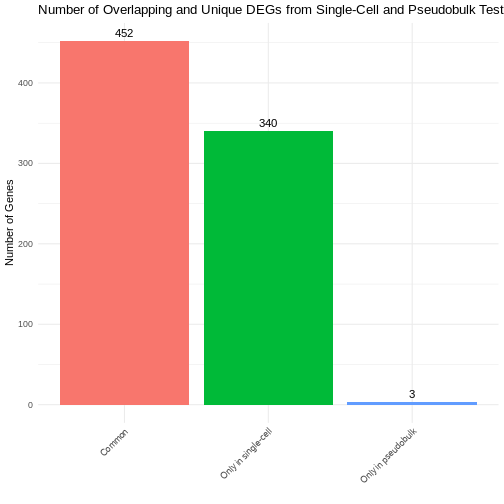 Number of Overlapping and Unique DEGs from Single-Cell and Pseudobulk Test
452
340
3
Number of Genes
400
300
200
100
0
Common
Only in single-cell
Only in pseudobulk